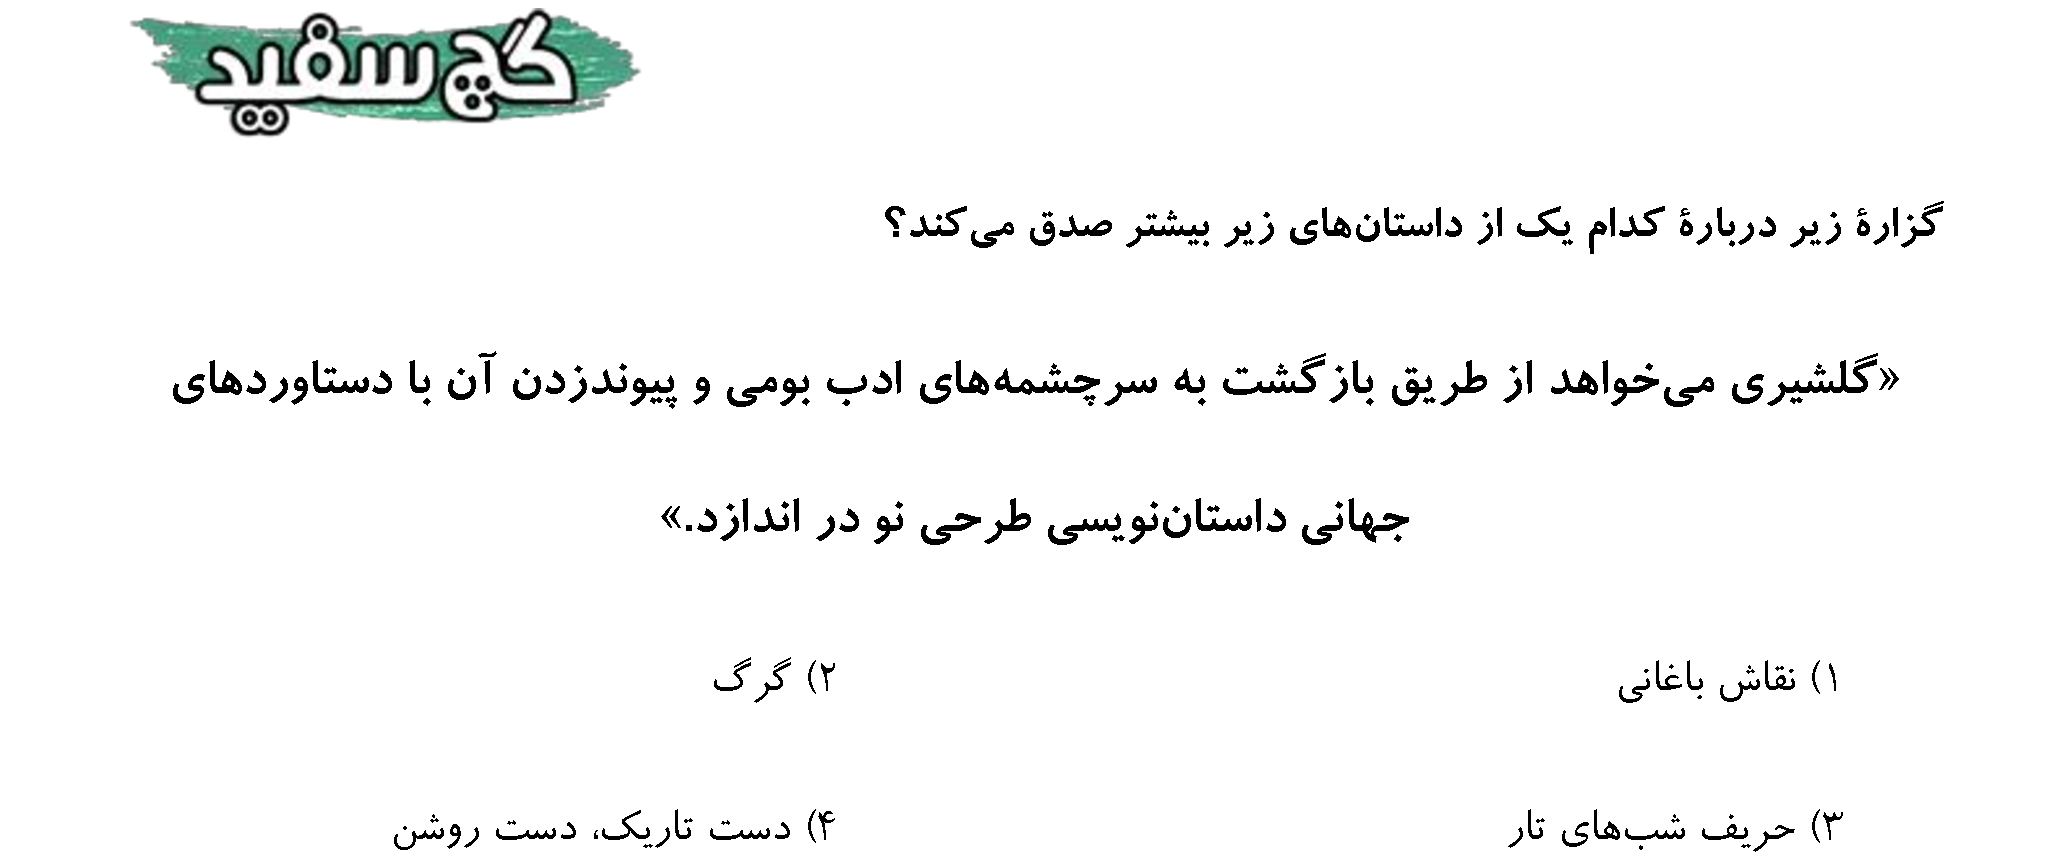 گچ سفید
گزارهٔ زیر دربارهٔ کدام یک از داستان‌های زیر بیشتر صدق می‌کند؟
«گلشیری می‌خواهد از طریق بازگشت به سرچشمه‌های ادب بومی و پیوندزدن آن با دستاوردهای
جهانی داستان‌نویسی طرحی نو در اندازد.»
۱) نقاش باغانی ۲) گرگ
۳) حریف شب‌های تار ۴) دست تاریک، دست روشن